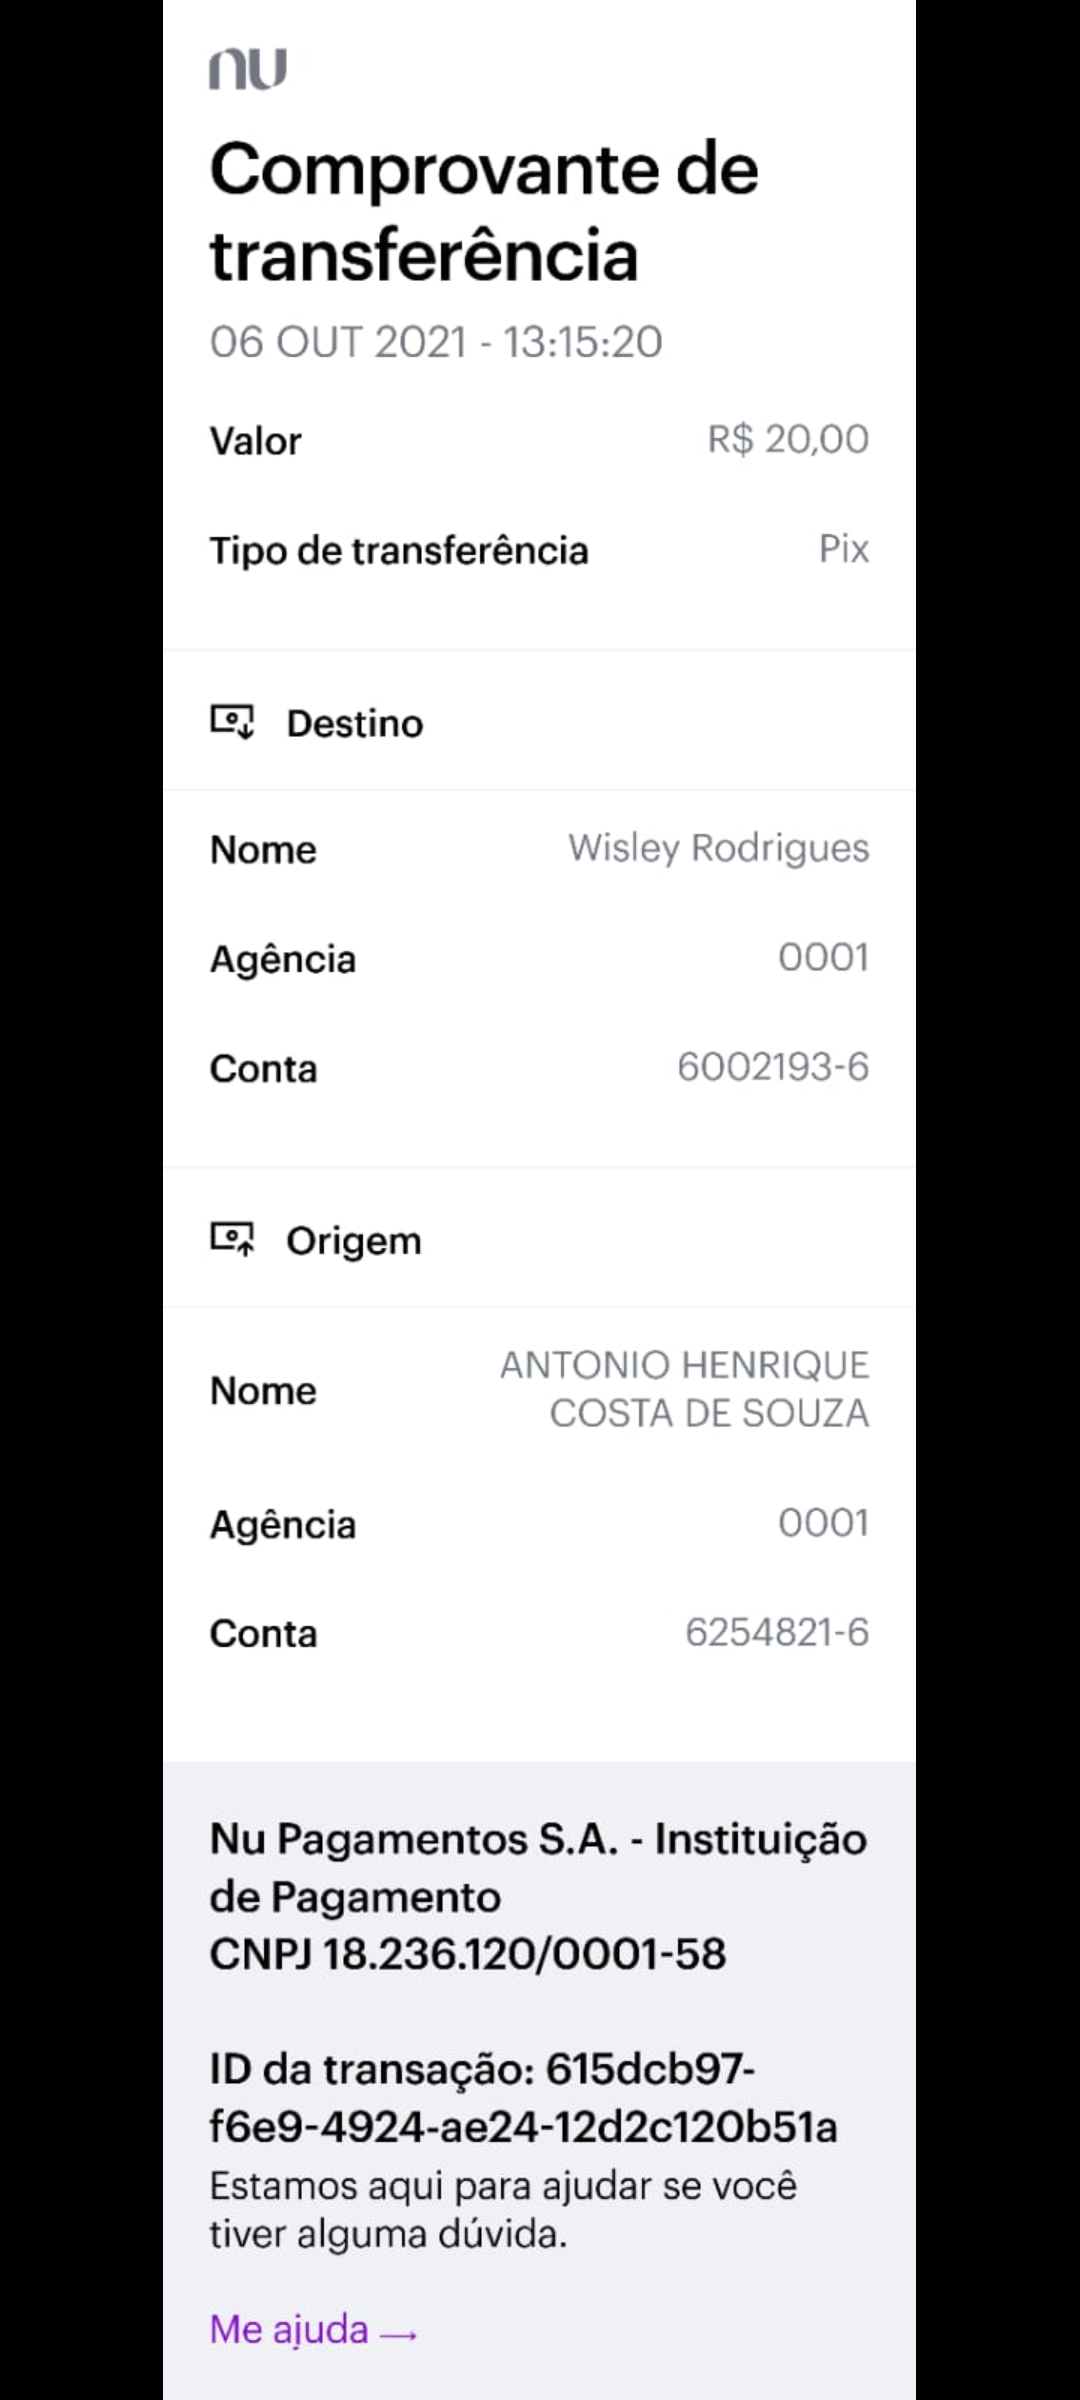 nu
Comprovante de
transferência
06 OUT 2021 - 13:15:20
Valor R$ 20,00
Tipo de transferência Pix
Destino
Nome Wisley Rodrigues
Agência 0001
Conta 6002193-6
Origem
Nome ANTONIO HENRIQUE
COSTA DE SOUZA
Agência 0001
Conta 6254821-6
Nu Pagamentos S.A. - Instituição
de Pagamento
CNPJ 18.236.120/0001-58
ID da transação: 615dcb97-
f6e9-4924-ae24-12d2c120b51a
Estamos aqui para ajudar se você
tiver alguma dúvida.
Me ajuda →